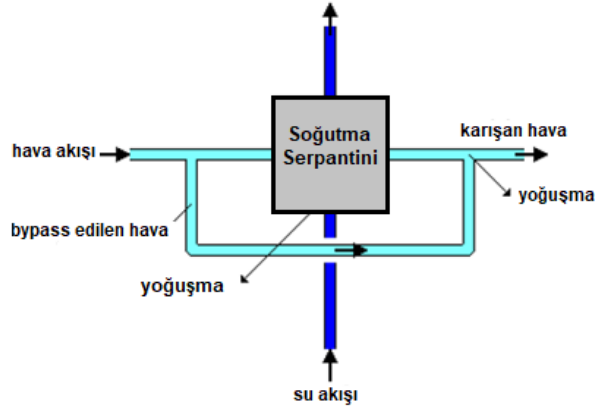 Soğutma
Serpantini
karışan hava
hava akışı
yoğuşma
bypass edilen hava
yoğuşma
su akışı